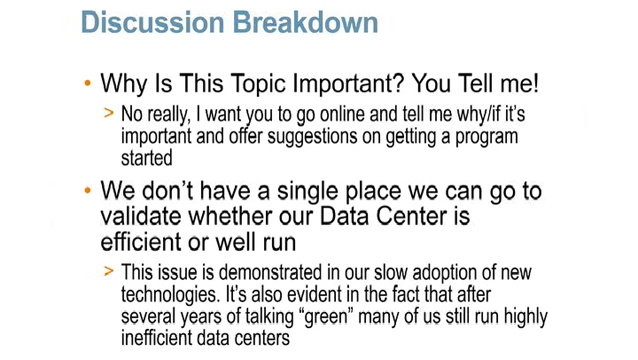 Discussion Breakdown
• Why Is This Topic Important? You Tell me!
> No really, I want you to go online and tell me why/if it's
important and offer suggestions on getting a program
started
• We don't have a single place we can go to
validate whether our Data Center is
efficient or well run
> This issue is demonstrated in our slow adoption of new
technologies. It's also evident in the fact that after
several years of talking “green” many of us still run highly
inefficient data centers